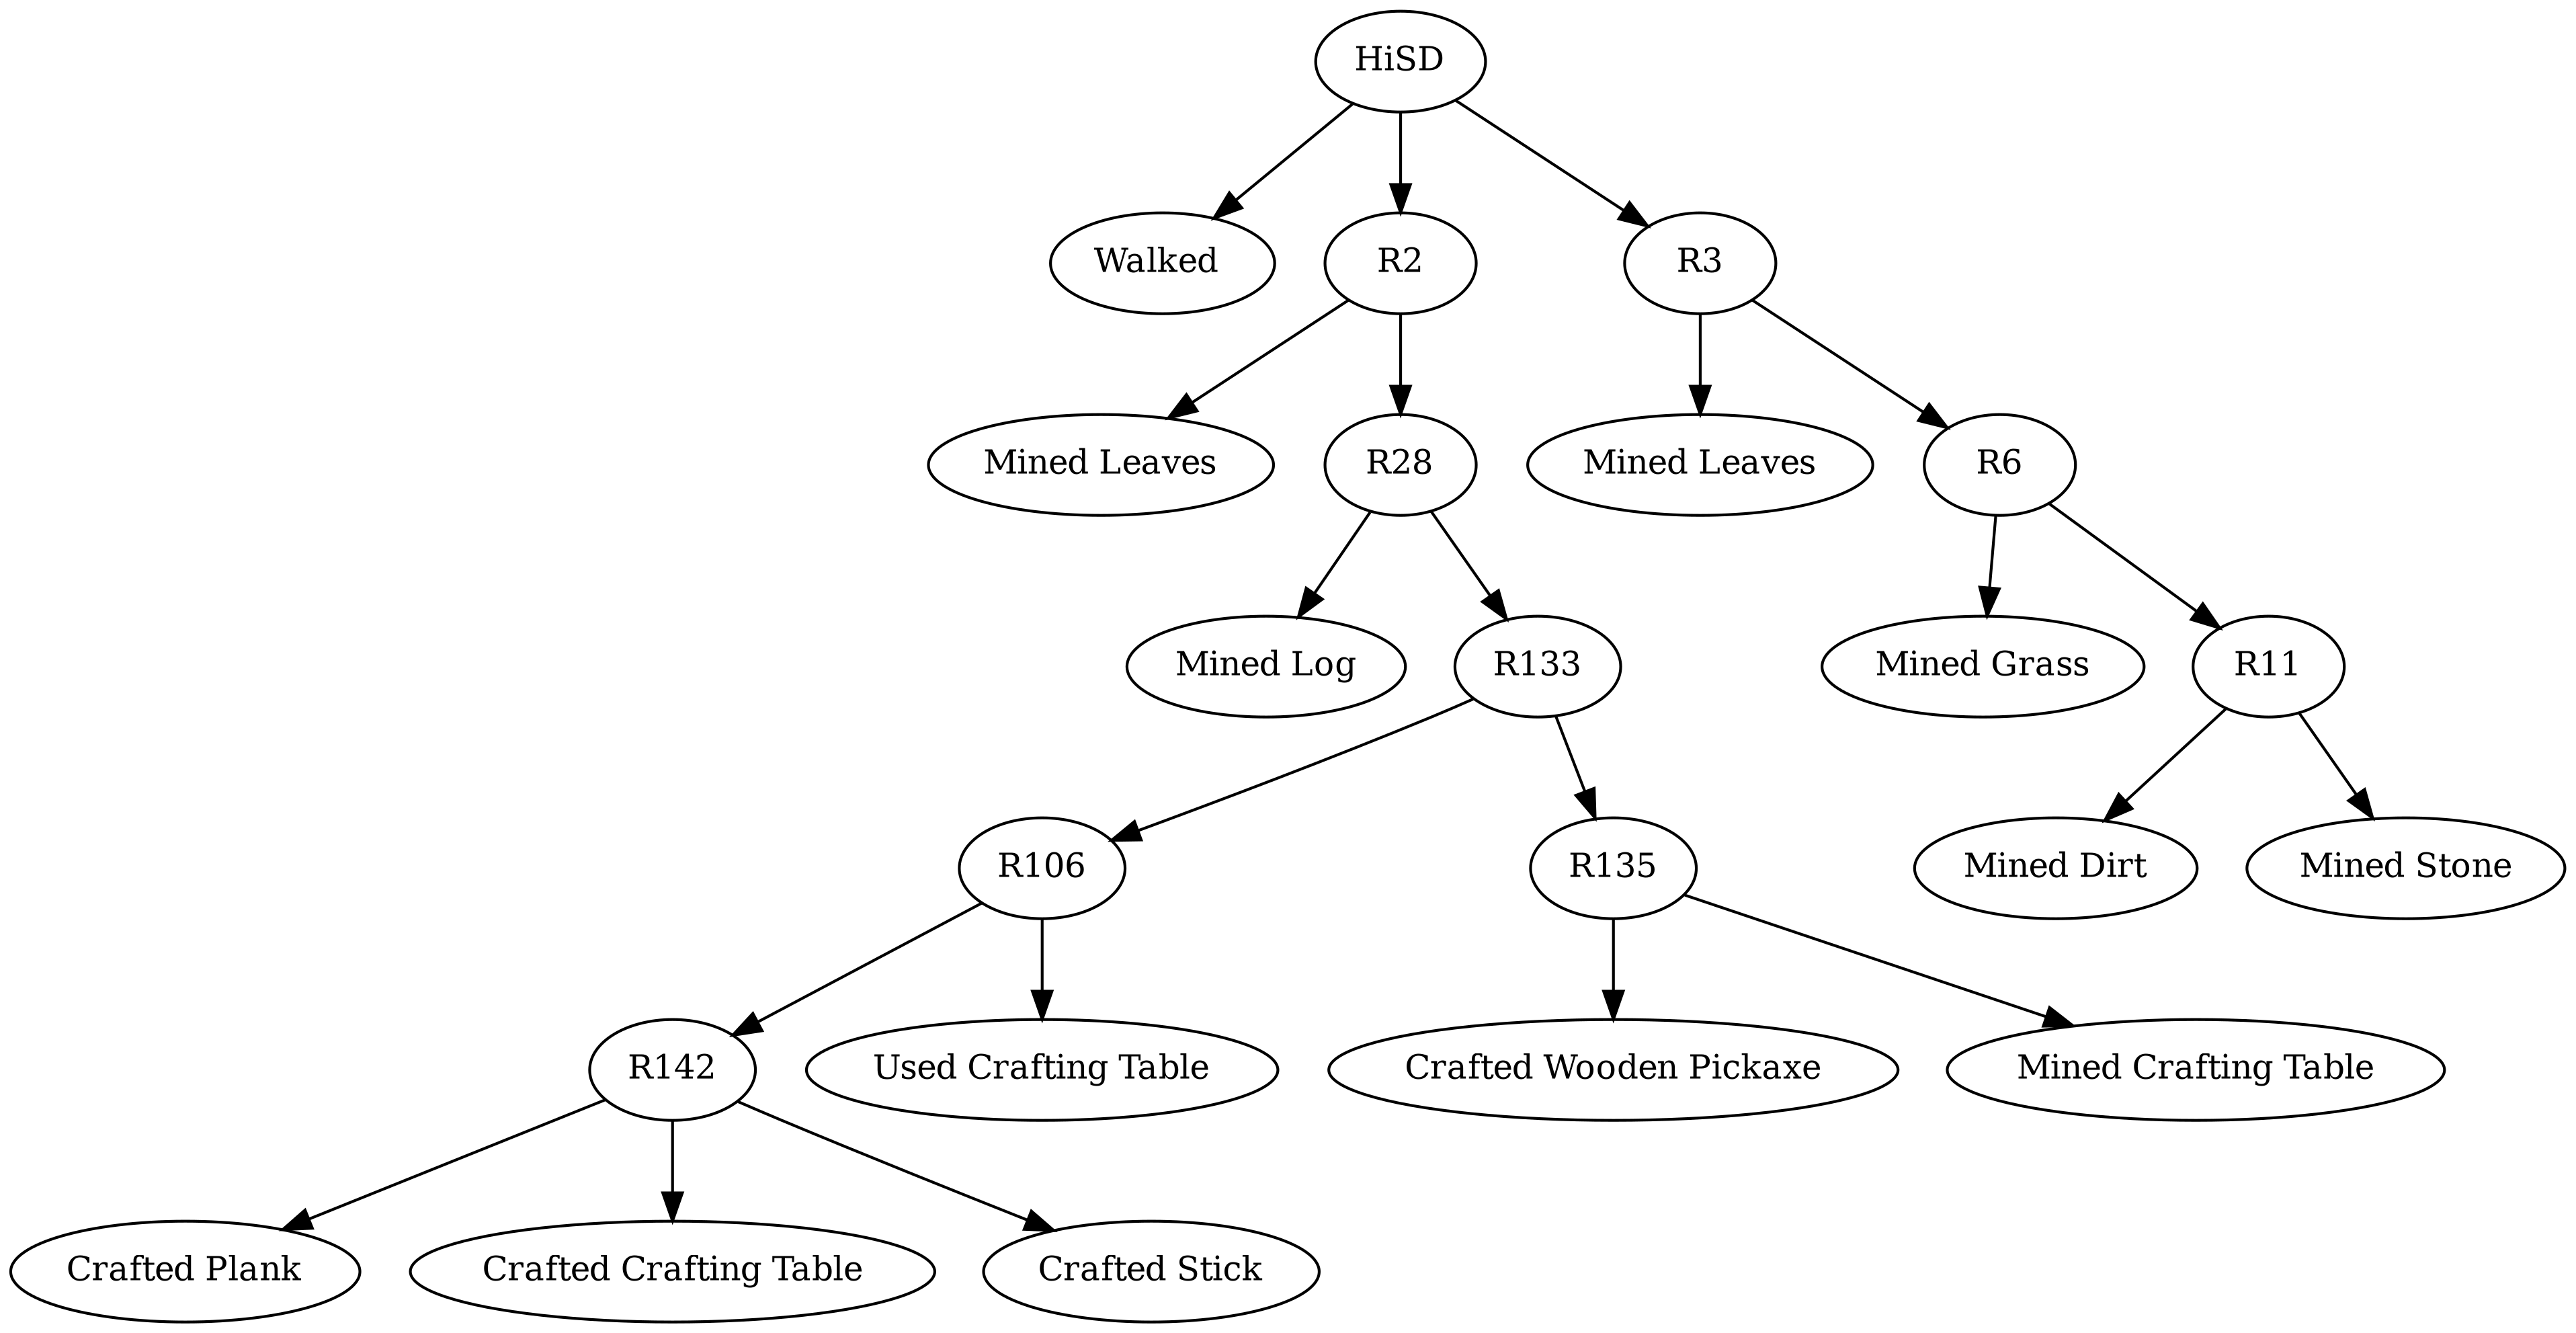 HiSD
Walked
R2
R3
Mined Leaves
R28
Mined Leaves
R6
Mined Log
R133
Mined Grass
R11
R106
R135
Mined Dirt
Mined Stone
R142
Used Crafting Table
Crafted Wooden Pickaxe
Mined Crafting Table
Crafted Plank
Crafted Crafting Table
Crafted Stick